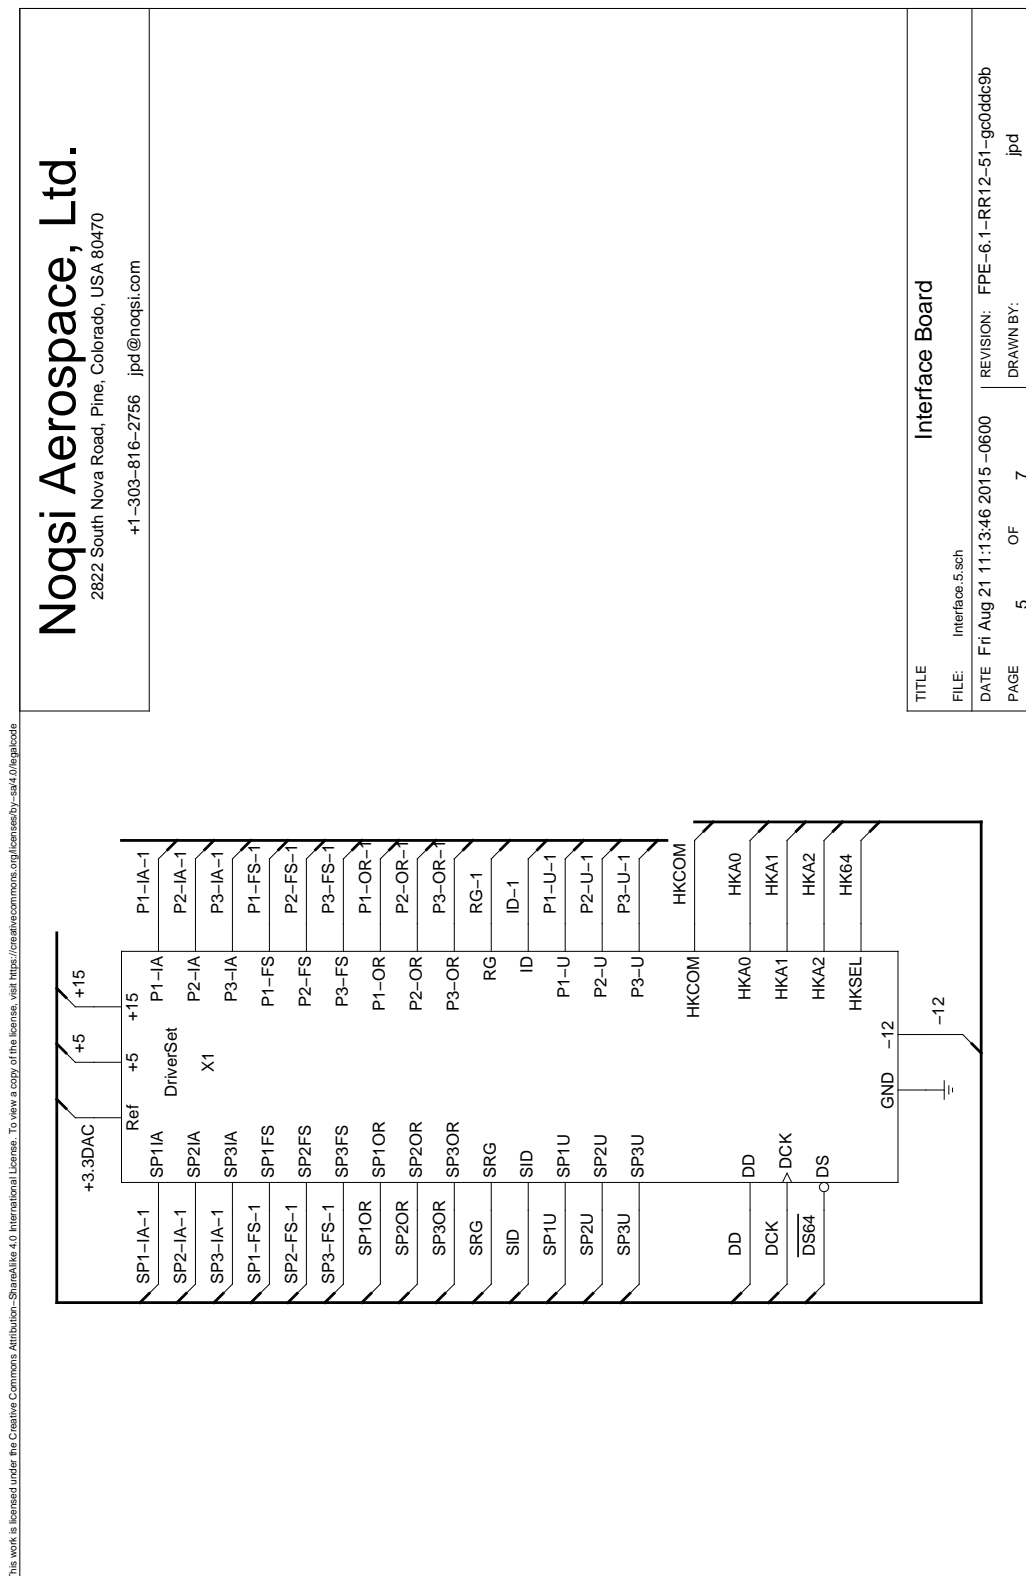 This work is licensed under the Creative Commons Attribution−ShareAlike 4.0 International License. To view a copy of the license, visit https://creativecommons.org/licenses/by−sa/4.0/legalcode
Noqsi Aerospace, Ltd.
2822 South Nova Road, Pine, Colorado, USA 80470
+1−303−816−2756 jpd@noqsi.com
+3.3DAC
+5
+15
Ref
+5
+15
DriverSet
X1
SP1−IA−1 SP1IA P1−IA P1−IA−1
SP2−IA−1 SP2IA P2−IA P2−IA−1
SP3−IA−1 SP3IA P3−IA P3−IA−1
SP1−FS−1 SP1FS P1−FS P1−FS−1
SP2−FS−1 SP2FS P2−FS P2−FS−1
SP3−FS−1 SP3FS P3−FS P3−FS−1
SP1OR SP1OR P1−OR P1−OR−1
SP2OR SP2OR P2−OR P2−OR−1
SP3OR SP3OR P3−OR P3−OR−1
SRG SRG RG RG−1
SID SID ID ID−1
SP1U SP1U P1−U P1−U−1
SP2U SP2U P2−U P2−U−1
SP3U SP3U P3−U P3−U−1
HKCOM HKCOM
DD DD HKA0 HKA0
DCK DCK HKA1 HKA1
DS64 DS HKA2 HKA2
HKSEL HK64
GND −12
−12
TITLE
Interface Board
FILE: Interface.5.sch
DATE Fri Aug 21 11:13:46 2015 −0600 REVISION: FPE−6.1−RR12−51−gc0ddc9b
PAGE 5 OF 7 DRAWN BY: jpd